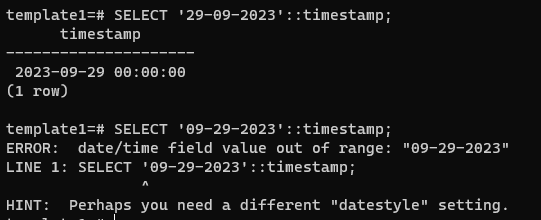 template1=# SELECT '29-09-2023'::timestamp;
      timestamp
---------------------
 2023-09-29 00:00:00
(1 row)

template1=# SELECT '09-29-2023'::timestamp;
ERROR:  date/time field value out of range: "09-29-2023"
LINE 1: SELECT '09-29-2023'::timestamp;
               ^
HINT:  Perhaps you need a different "datestyle" setting.